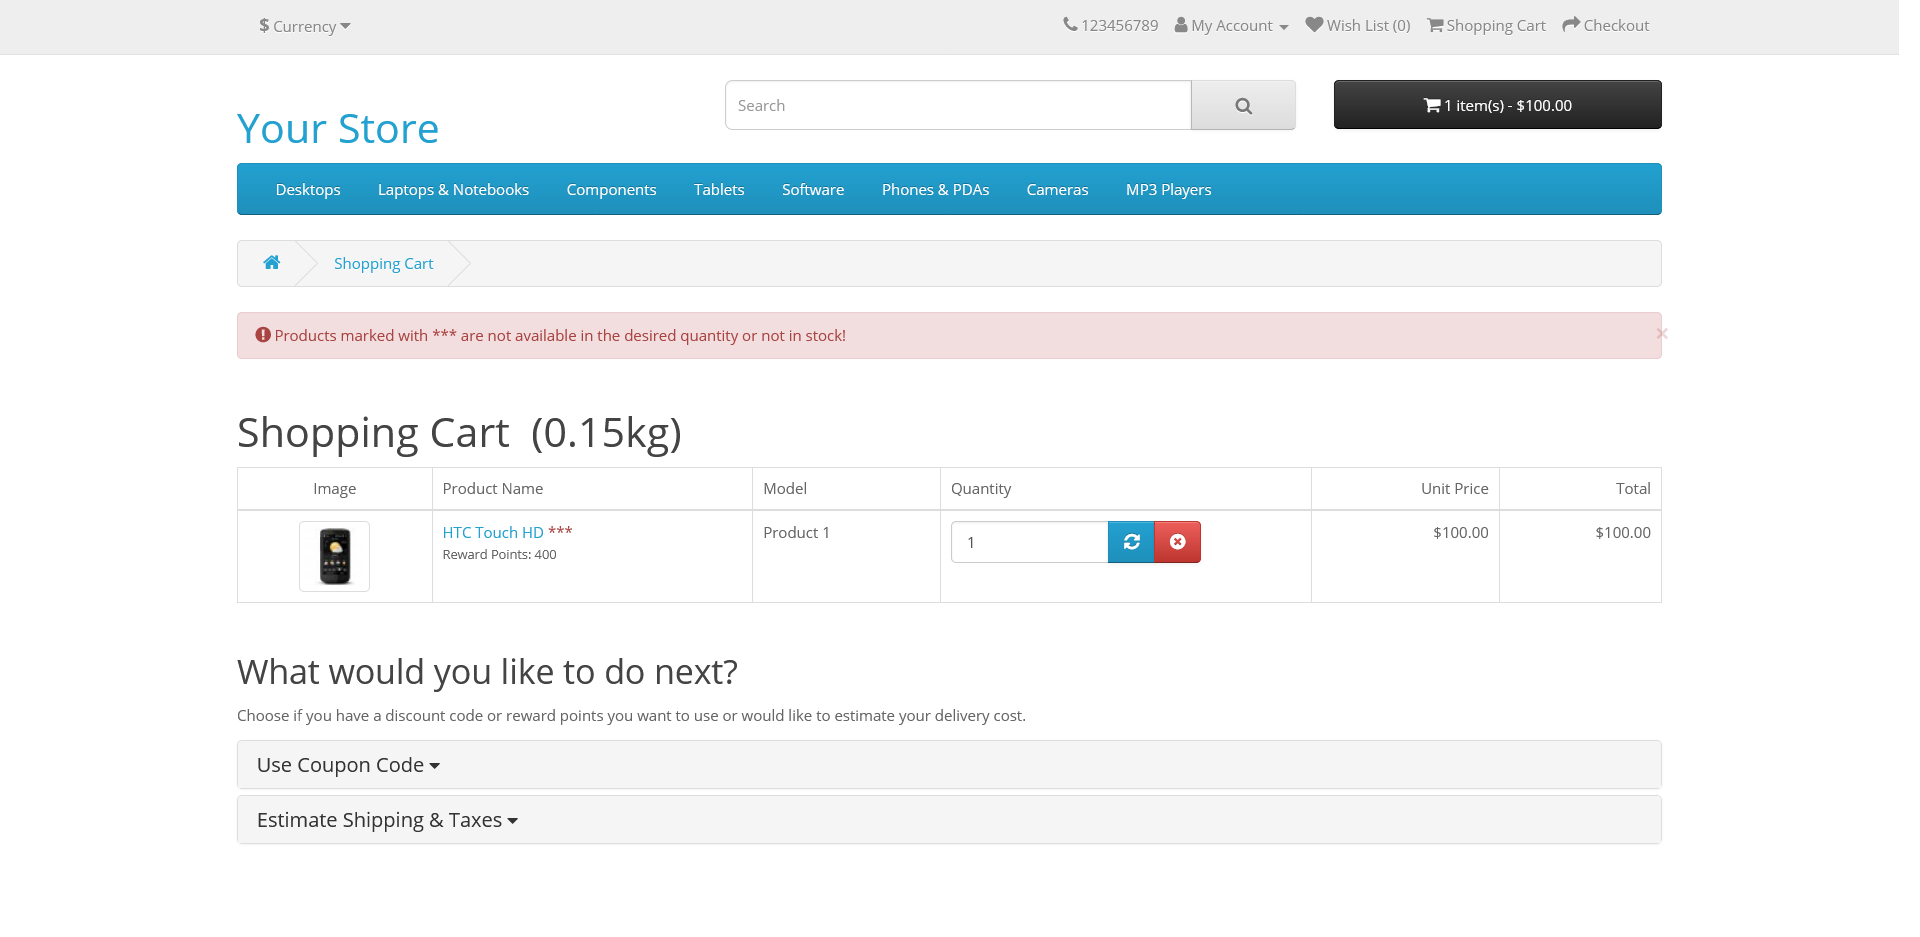 $ Currency
123456789 My Account Wish List (0) Shopping Cart Checkout
Your Store
Search
1 item(s) - $100.00
Desktops Laptops & Notebooks Components Tablets Software Phones & PDAs Cameras MP3 Players
Shopping Cart
Products marked with *** are not available in the desired quantity or not in stock!
×
Shopping Cart (0.15kg)
Image Product Name Model Quantity Unit Price Total
HTC Touch HD *** Product 1 1 $100.00 $100.00
Reward Points: 400
What would you like to do next?
Choose if you have a discount code or reward points you want to use or would like to estimate your delivery cost.
Use Coupon Code
Estimate Shipping & Taxes